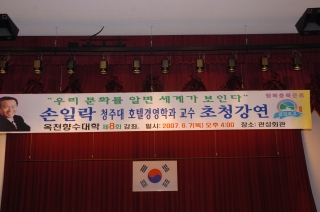 "우리 문화를 알면 세계가 보인다"
손일락 청주대 호텔경영학과 교수 초청강연
옥천향수대학 제8회 강좌. 일시: 2007. 6. 7(목) 오후 4:00 장소: 관성회관